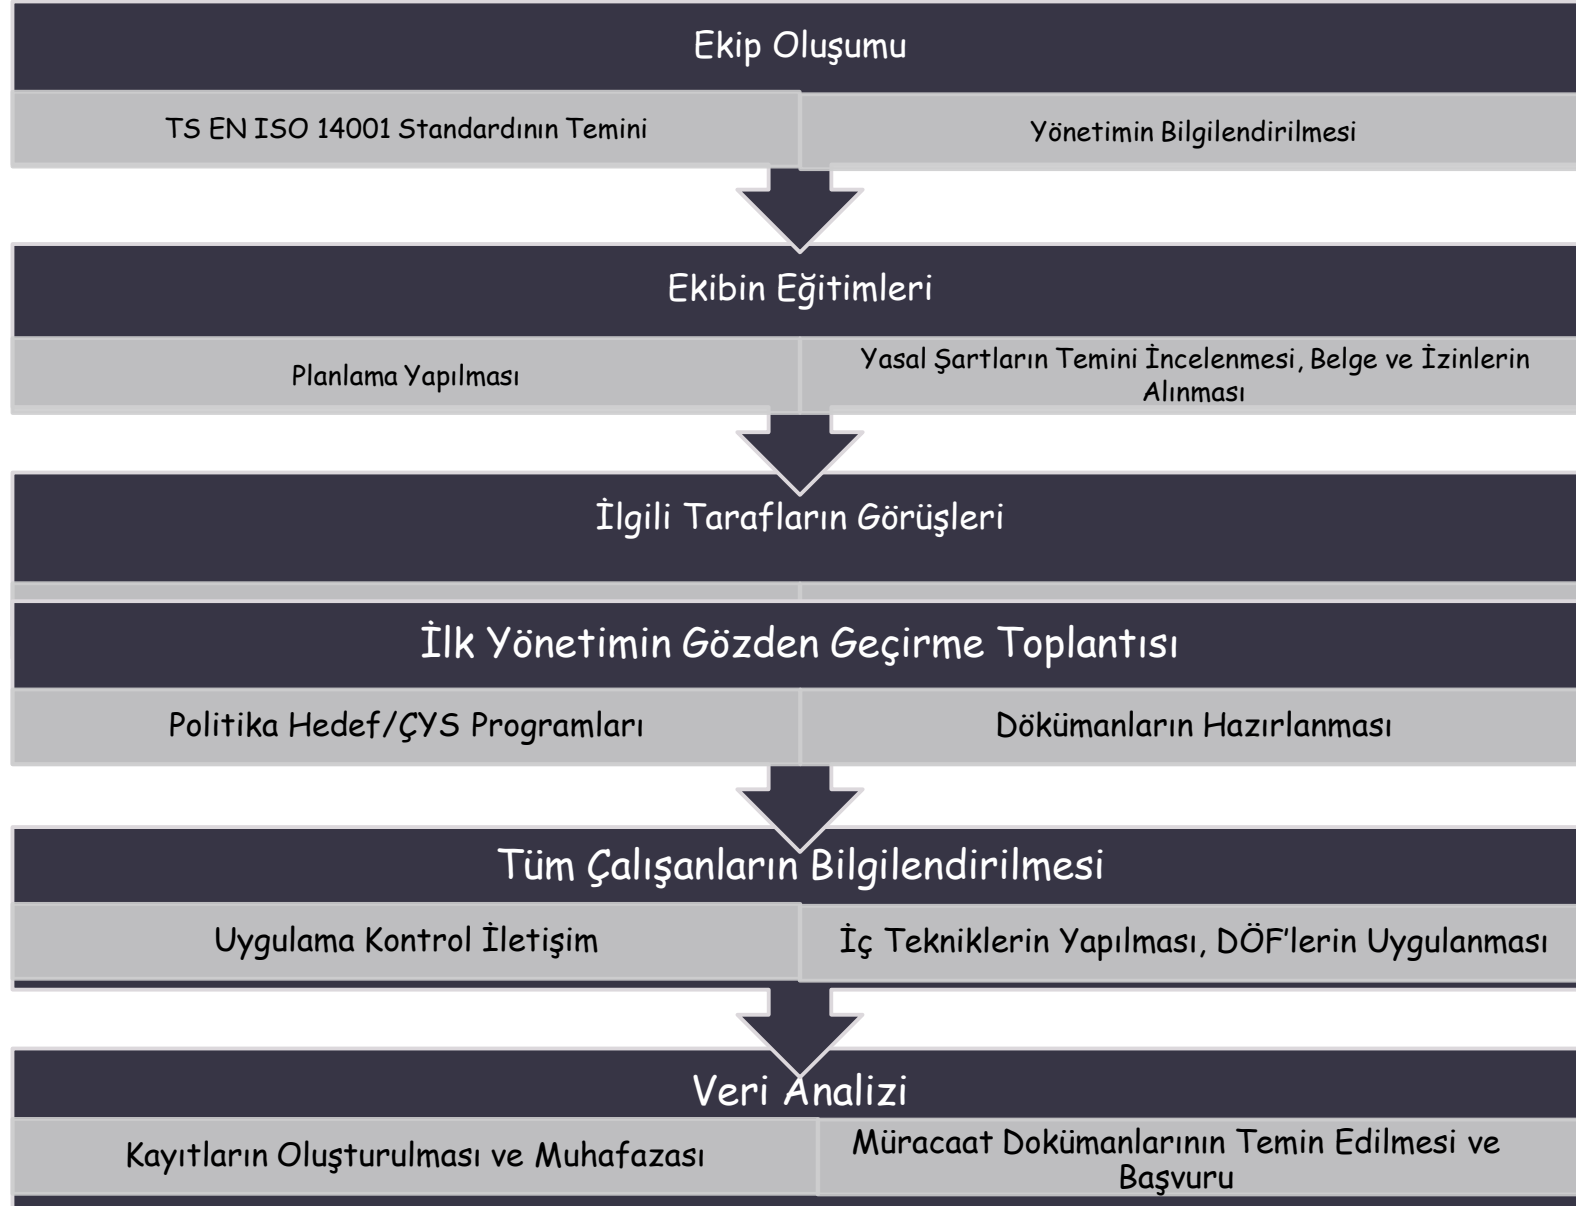 Ekip Oluşumu
TS EN ISO 14001 Standardının Temini
Yönetimin Bilgilendirilmesi
Ekibin Eğitimleri
Planlama Yapılması
Yasal Şartların Temini İncelenmesi, Belge ve İzinlerin
Alınması
İlgili Tarafların Görüşleri
İlk Yönetimin Gözden Geçirme Toplantısı
Politika Hedef/ÇYS Programları
Dökümanların Hazırlanması
Tüm Çalışanların Bilgilendirilmesi
Uygulama Kontrol İletişim
İç Tekniklerin Yapılması, DÖF'lerin Uygulanması
Veri Analizi
Kayıtların Oluşturulması ve Muhafazası
Müracaat Dokümanlarının Temin Edilmesi ve
Başvuru